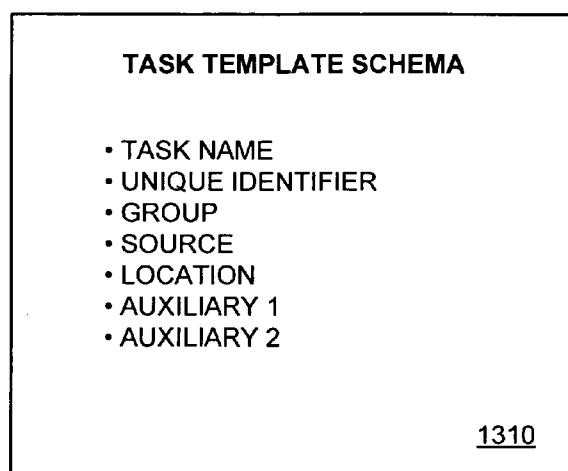 TASK TEMPLATE SCHEMA
• TASK NAME
• UNIQUE IDENTIFIER
• GROUP
• SOURCE
• LOCATION
• AUXILIARY 1
• AUXILIARY 2
1310